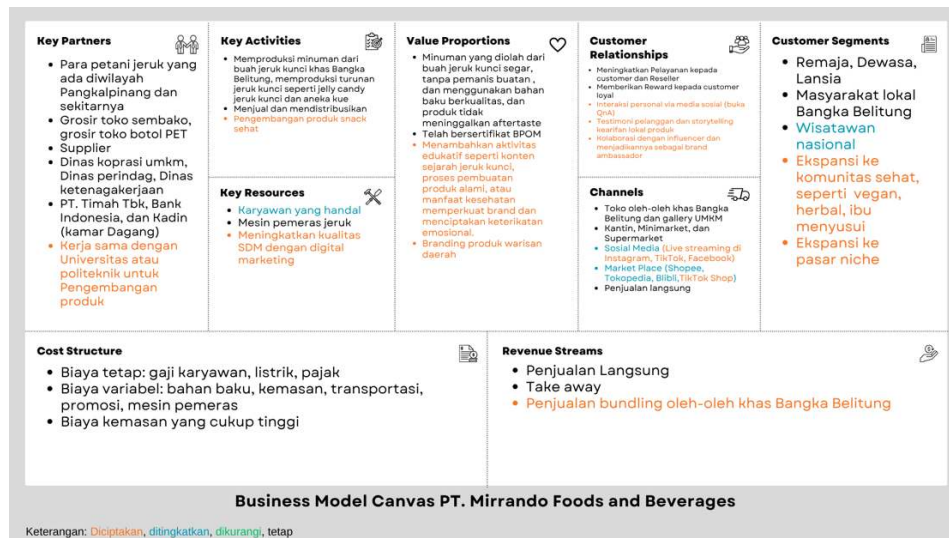 Key Partners
Para petani jeruk yang
ada diwilayah
Pangkalpinang dan
sekitarnya
Grosir toko sembako,
grosir toko botol PET
Supplier
Dinas koprasi umkm,
Dinas perindag, Dinas
ketenagakerjaan
PT. Timah Tbk, Bank
Indonesia, dan Kadin
(kamar Dagang)
Kerja sama dengan
Universitas atau
politeknik untuk
Pengembangan
produk
Key Activities
Memproduksi minuman dari
buah jeruk kunci khas Bangka
Belitung, memproduksi turunan
jeruk kunci seperti jelly candy
jeruk kunci dan aneka kue
Menjual dan mendistribusikan
Pengembangan produk snack
sehat
Key Resources
Karyawan yang handal
Mesin pemeras jeruk
Meningkatkan kualitas
SDM dengan digital
marketing
Value Proportions
Minuman yang diolah dari
buah jeruk kunci segar,
tanpa pemanis buatan ,
dan menggunakan bahan
baku berkualitas, dan
produk tidak
meninggalkan aftertaste
Telah bersertifikat BPOM
Menambahkan aktivitas
edukatif seperti konten
sejarah jeruk kunci,
proses pembuatan
produk alami, atau
manfaat kesehatan
memperkuat brand dan
menciptakan keterikatan
emosional.
Branding produk warisan
daerah
Customer
Relationships
Meningkatkan Pelayanan kepada
customer dan Reseller
Memberikan Reward kepada customer
loyal
Interaksi personal via media sosial (buka
QnA)
Testimoni pelanggan dan storytelling
kearifan lokal produk
Kolaborasi dengan influencer dan
menjadikannya sebagai brand
ambassador
Channels
Toko oleh-oleh khas Bangka
Belitung dan gallery UMKM
Kantin, Minimarket, dan
Supermarket
Sosial Media (Live streaming di
Instagram, TikTok, Facebook)
Market Place (Shopee,
Tokopedia, Blibli,TikTok Shop)
Penjualan langsung
Customer Segments
Remaja, Dewasa,
Lansia
Masyarakat lokal
Bangka Belitung
Wisatawan
nasional
Ekspansi ke
komunitas sehat,
seperti vegan,
herbal, ibu
menyusui
Ekspansi ke
pasar niche
Cost Structure
Biaya tetap: gaji karyawan, listrik, pajak
Biaya variabel: bahan baku, kemasan, transportasi,
promosi, mesin pemeras
Biaya kemasan yang cukup tinggi
Revenue Streams
Penjualan Langsung
Take away
Penjualan bundling oleh-oleh khas Bangka Belitung
Business Model Canvas PT. Mirrando Foods and Beverages
Keterangan: Diciptakan, ditingkatkan, dikurangi, tetap